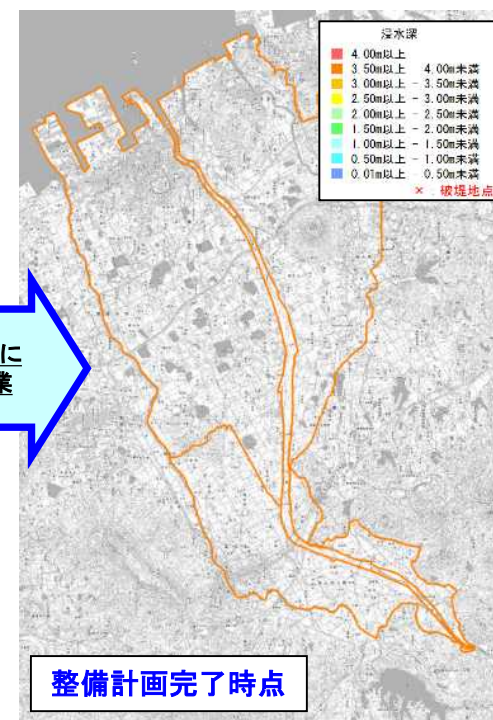 浸水深
4.00m以上
3.50m以上 4.00m未満
3.00m以上 - 3.50m未満
2.50m以上 - 3.00m未満
2.00m以上 - 2.50m未満
1.50m以上 - 2.00m未満
1.00m以上 - 1.50m未満
0.50m以上 - 1.00m未満
0.01m以上 0.50m未満
× 破堤地点
に
業
整備計画完了時点